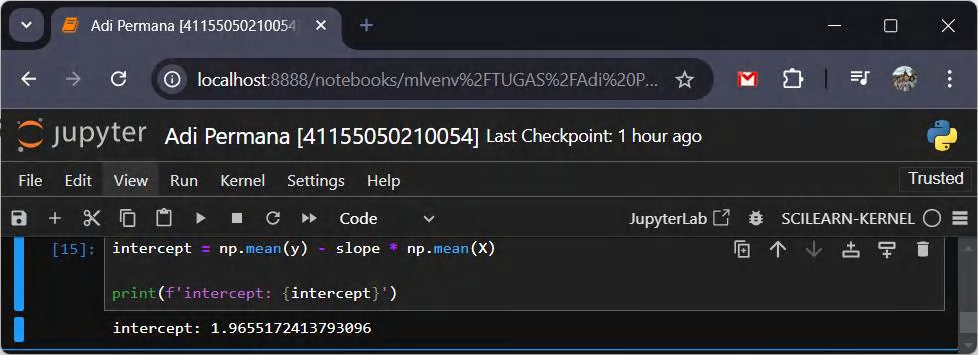 Adi Permana [41155050210054
localhost:8888/notebooks/mlvenv%2FTUGAS%2FAdi%20P...
jupyter Adi Permana [41155050210054] Last Checkpoint: 1 hour ago
File Edit View Run Kernel Settings Help Trusted
Code JupyterLab SCILEARN-KERNEL
[15]: intercept = np.mean(y) - slope * np.mean(X)
print(f'intercept: {intercept}')
intercept: 1.9655172413793096